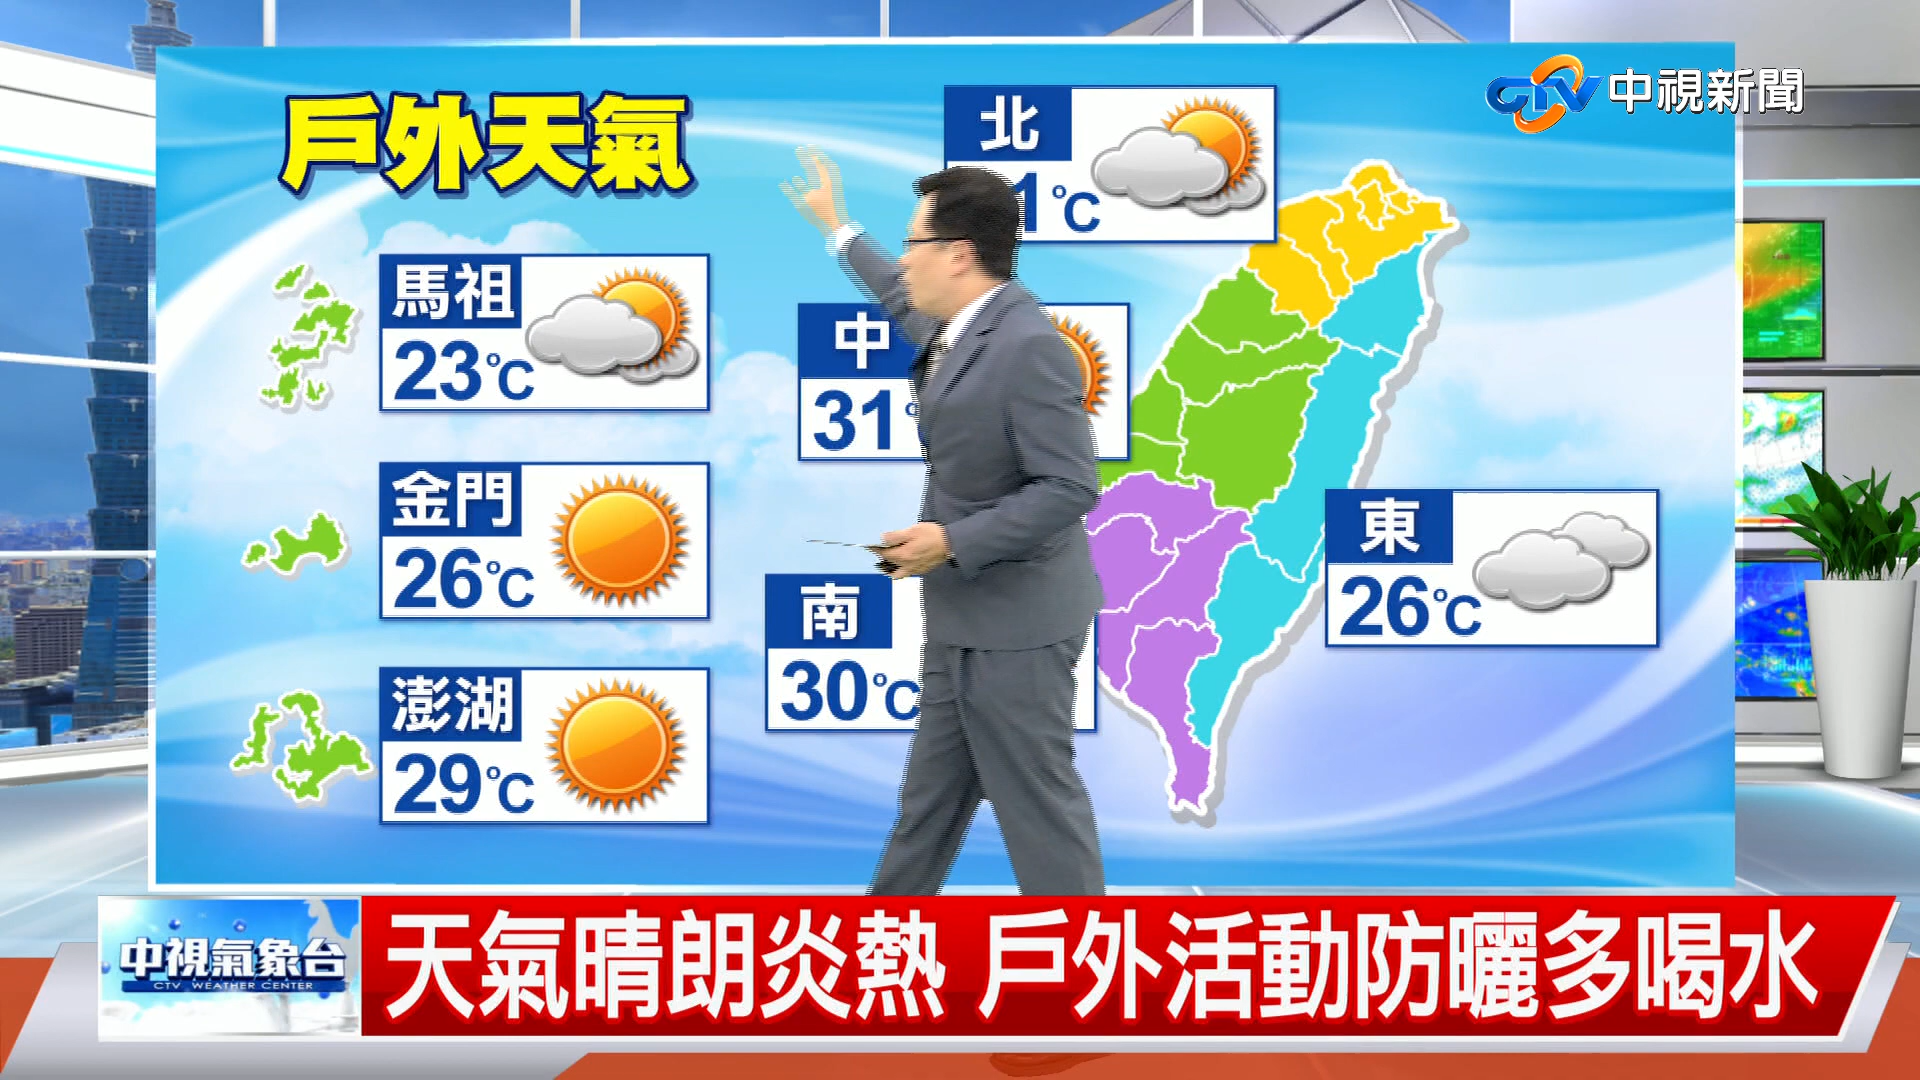 中視新聞
戶外天氣
北
1°C
馬祖
23°C
中
31°
金門
26°C
東
26°C
南
30°C
澎湖
29°C
中視氣象台
CTV WEATHER CENTER
天氣晴朗炎熱 戶外活動防曬多喝水